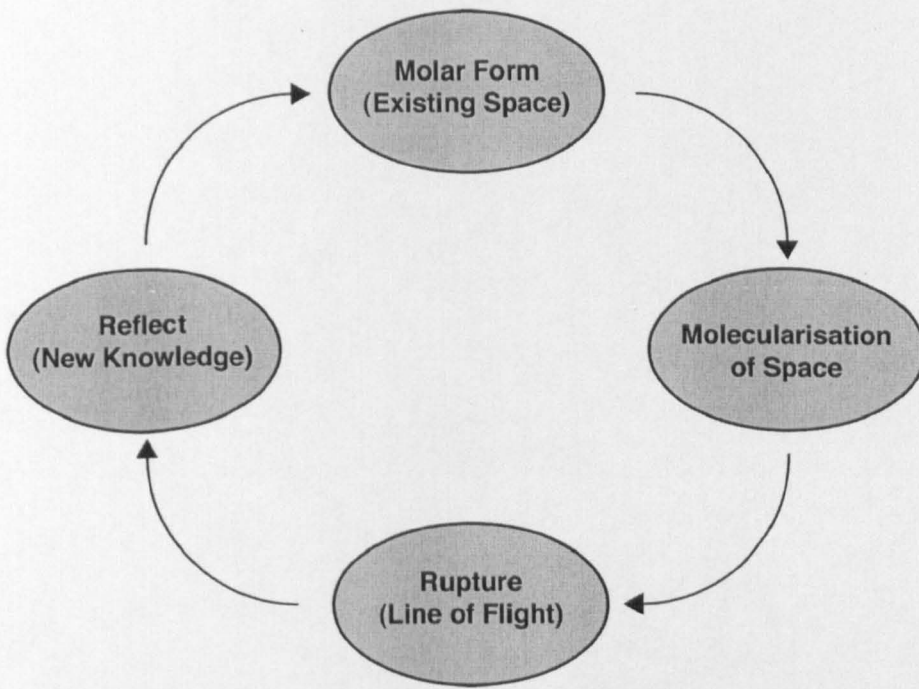 Molar Form
(Existing Space)
Molecularisation
of Space
Rupture
(Line of Flight)
Reflect
(New Knowledge)